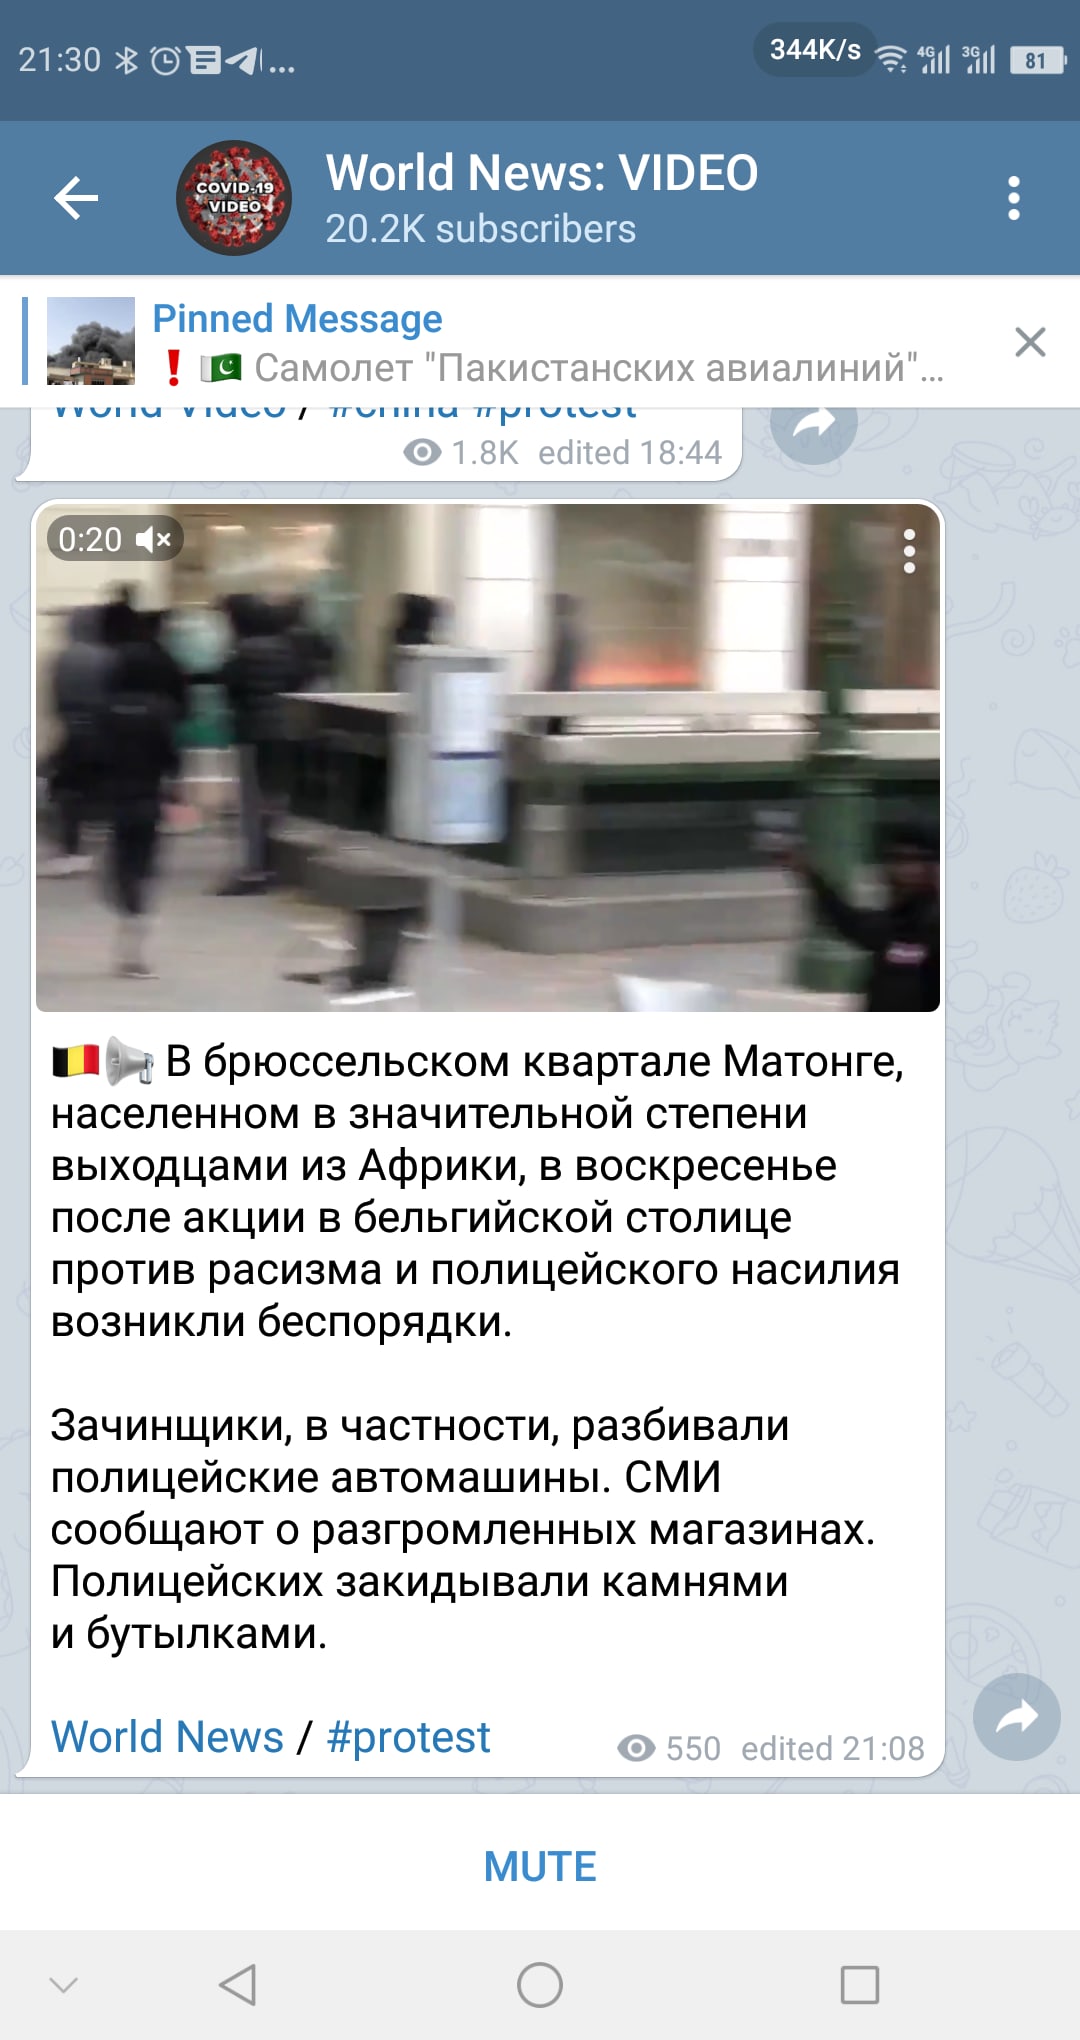 21:30
344K/s
4G
3G
81
COVID-19
VIDEO
World News: VIDEO
20.2K subscribers
Pinned Message
❗ 🇵🇰 Самолет "Пакистанских авиалиний"...
World Video / #china #protest
1.8K edited 18:44
0:20
🇧🇪📢 В брюссельском квартале Матонге,
населенном в значительной степени
выходцами из Африки, в воскресенье
после акции в бельгийской столице
против расизма и полицейского насилия
возникли беспорядки.
Зачинщики, в частности, разбивали
полицейские автомашины. СМИ
сообщают о разгромленных магазинах.
Полицейских закидывали камнями
и бутылками.
World News / #protest
550 edited 21:08
MUTE